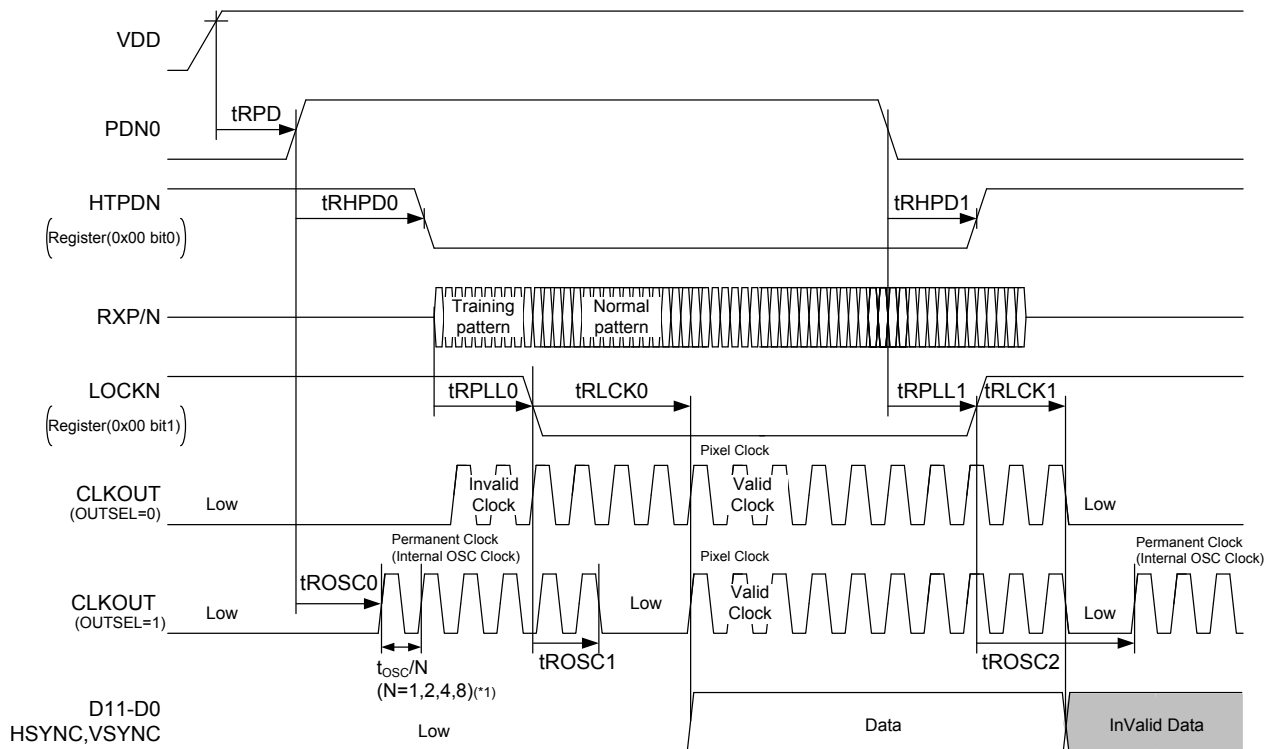 VDD
tRPD
PDN0
HTPDN
tRHPD0
tRHPD1
(Register(0x00 bit0))
RXP/N
Training pattern
Normal pattern
LOCKN
tRPLL0
tRLCK0
tRPLL1
tRLCK1
(Register(0x00 bit1))
Pixel Clock
CLKOUT
(OUTSEL=0)
Low
Invalid Clock
Valid Clock
Low
Permanent Clock
(Internal OSC Clock)
Pixel Clock
Permanent Clock
(Internal OSC Clock)
tROSC0
CLKOUT
(OUTSEL=1)
Low
Low
Valid Clock
Low
tOSC/N
(N=1,2,4,8)(*1)
tROSC1
tROSC2
D11-D0
HSYNC,VSYNC
Low
Data
InValid Data